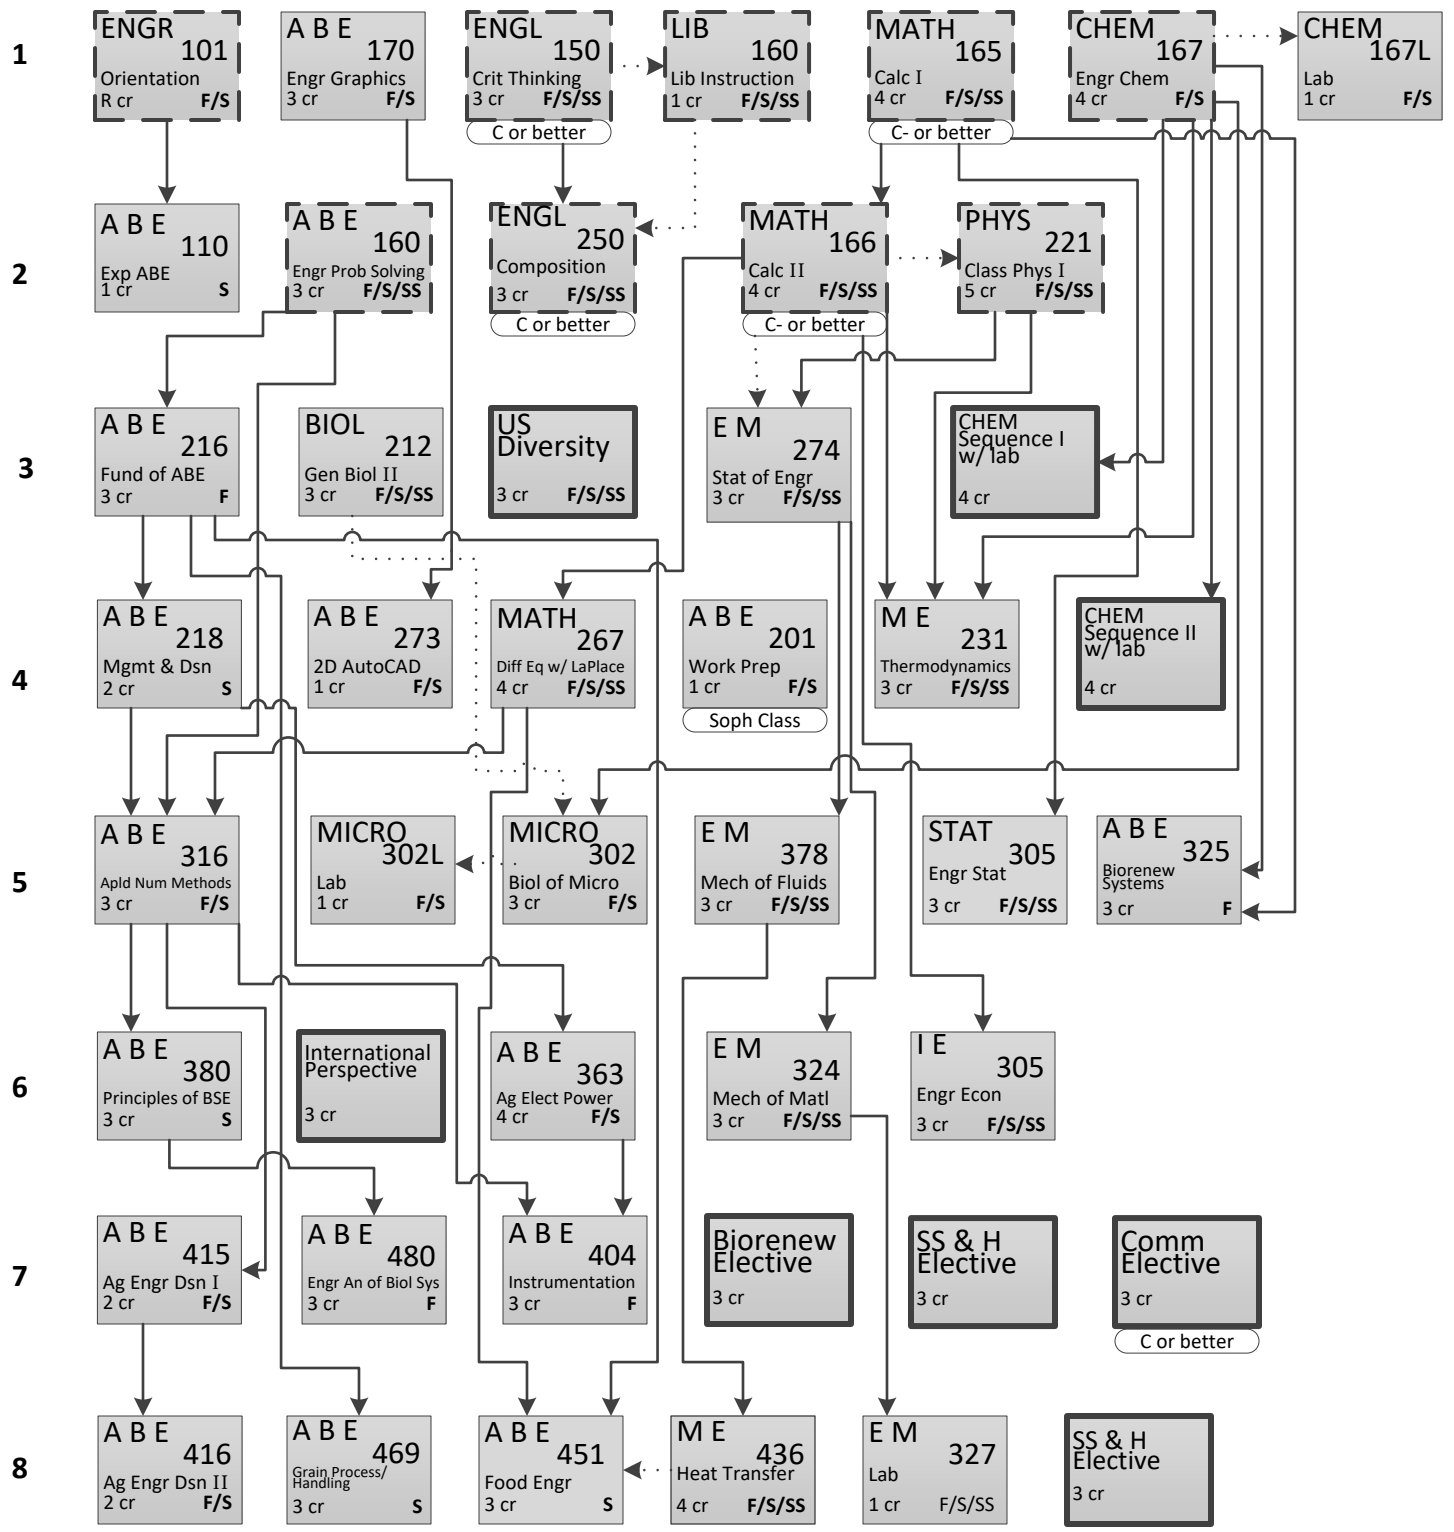 1
ENGR
101
Orientation
R cr F/S
A B E
170
Engr Graphics
3 cr F/S
ENGL
150
Crit Thinking
3 cr F/S/SS
C or better
LIB
160
Lib Instruction
1 cr F/S/SS
MATH
165
Calc I
4 cr F/S/SS
C- or better
CHEM
167
Engr Chem
4 cr F/S
CHEM
167L
Lab
1 cr F/S
2
A B E
110
Exp ABE
1 cr S
A B E
160
Engr Prob Solving
3 cr F/S/SS
ENGL
250
Composition
3 cr F/S/SS
C or better
MATH
166
Calc II
4 cr F/S/SS
C- or better
PHYS
221
Class Phys I
5 cr F/S/SS
3
A B E
216
Fund of ABE
3 cr F
BIOL
212
Gen Biol II
3 cr F/S/SS
US
Diversity
3 cr F/S/SS
E M
274
Stat of Engr
3 cr F/S/SS
CHEM
Sequence I
w/ lab
4 cr
4
A B E
218
Mgmt & Dsn
2 cr S
A B E
273
2D AutoCAD
1 cr F/S
MATH
267
Diff Eq w/ LaPlace
4 cr F/S/SS
A B E
201
Work Prep
1 cr F/S
Soph Class
M E
231
Thermodynamics
3 cr F/S/SS
CHEM
Sequence II
w/ lab
4 cr
5
A B E
316
Apld Num Methods
3 cr F/S
MICRO
302L
Lab
1 cr F/S
MICRO
302
Biol of Micro
3 cr F/S
E M
378
Mech of Fluids
3 cr F/S/SS
STAT
305
Engr Stat
3 cr F/S/SS
A B E
325
Biorenew
Systems
3 cr F
6
A B E
380
Principles of BSE
3 cr S
International
Perspective
3 cr
A B E
363
Ag Elect Power
4 cr F/S
E M
324
Mech of Matl
3 cr F/S/SS
I E
305
Engr Econ
3 cr F/S/SS
7
A B E
415
Ag Engr Dsn I
2 cr F/S
A B E
480
Engr An of Biol Sys
3 cr F
A B E
404
Instrumentation
3 cr F
Biorenew
Elective
3 cr
SS & H
Elective
3 cr
Comm
Elective
3 cr
C or better
8
A B E
416
Ag Engr Dsn II
2 cr F/S
A B E
469
Grain Process/
Handling
3 cr S
A B E
451
Food Engr
3 cr S
M E
436
Heat Transfer
4 cr F/S/SS
E M
327
Lab
1 cr F/S/SS
SS & H
Elective
3 cr